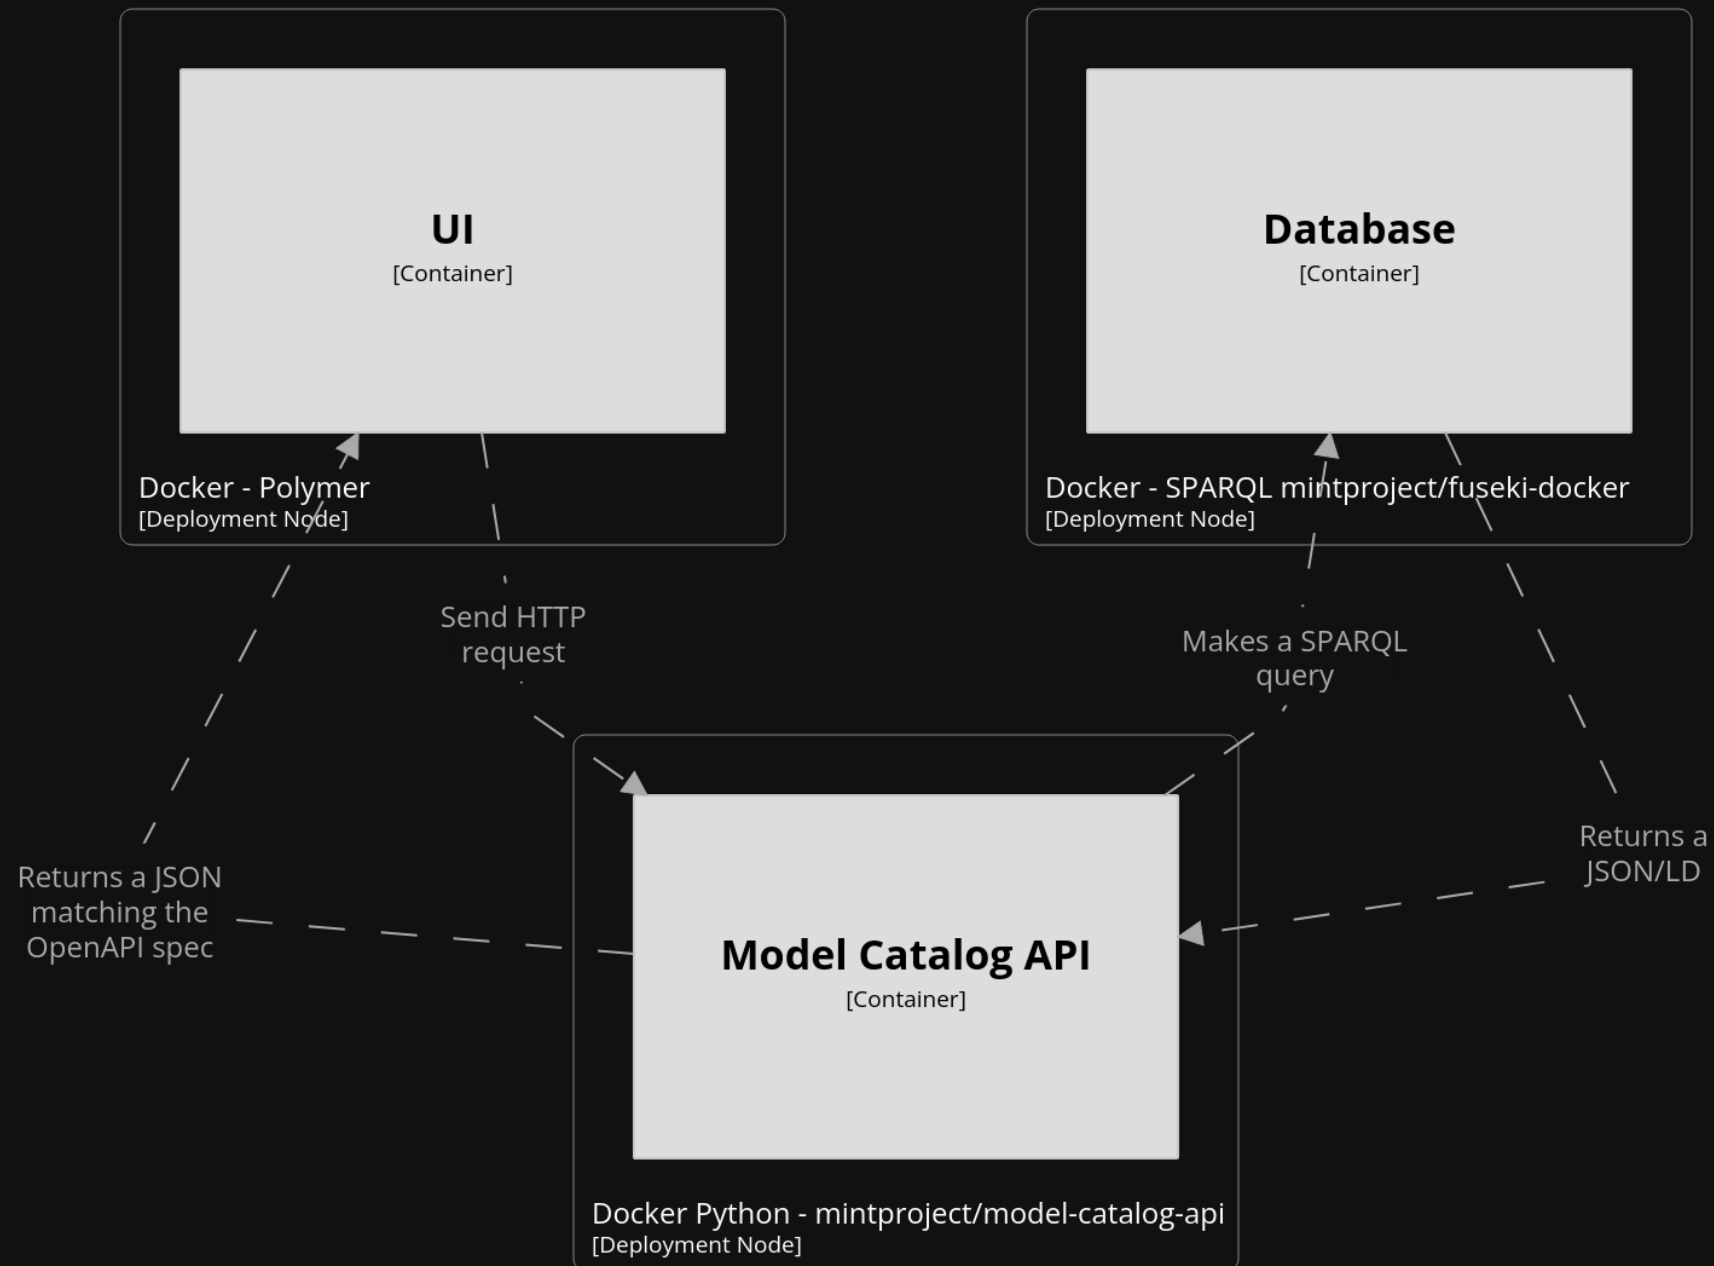 UI
[Container]
Docker - Polymer
[Deployment Node]
Database
[Container]
Docker - SPARQL mintproject/fuseki-docker
[Deployment Node]
Send HTTP
request
Makes a SPARQL
query
Returns a JSON
matching the
OpenAPI spec
Returns a
JSON/LD
Model Catalog API
[Container]
Docker Python - mintproject/model-catalog-api
[Deployment Node]